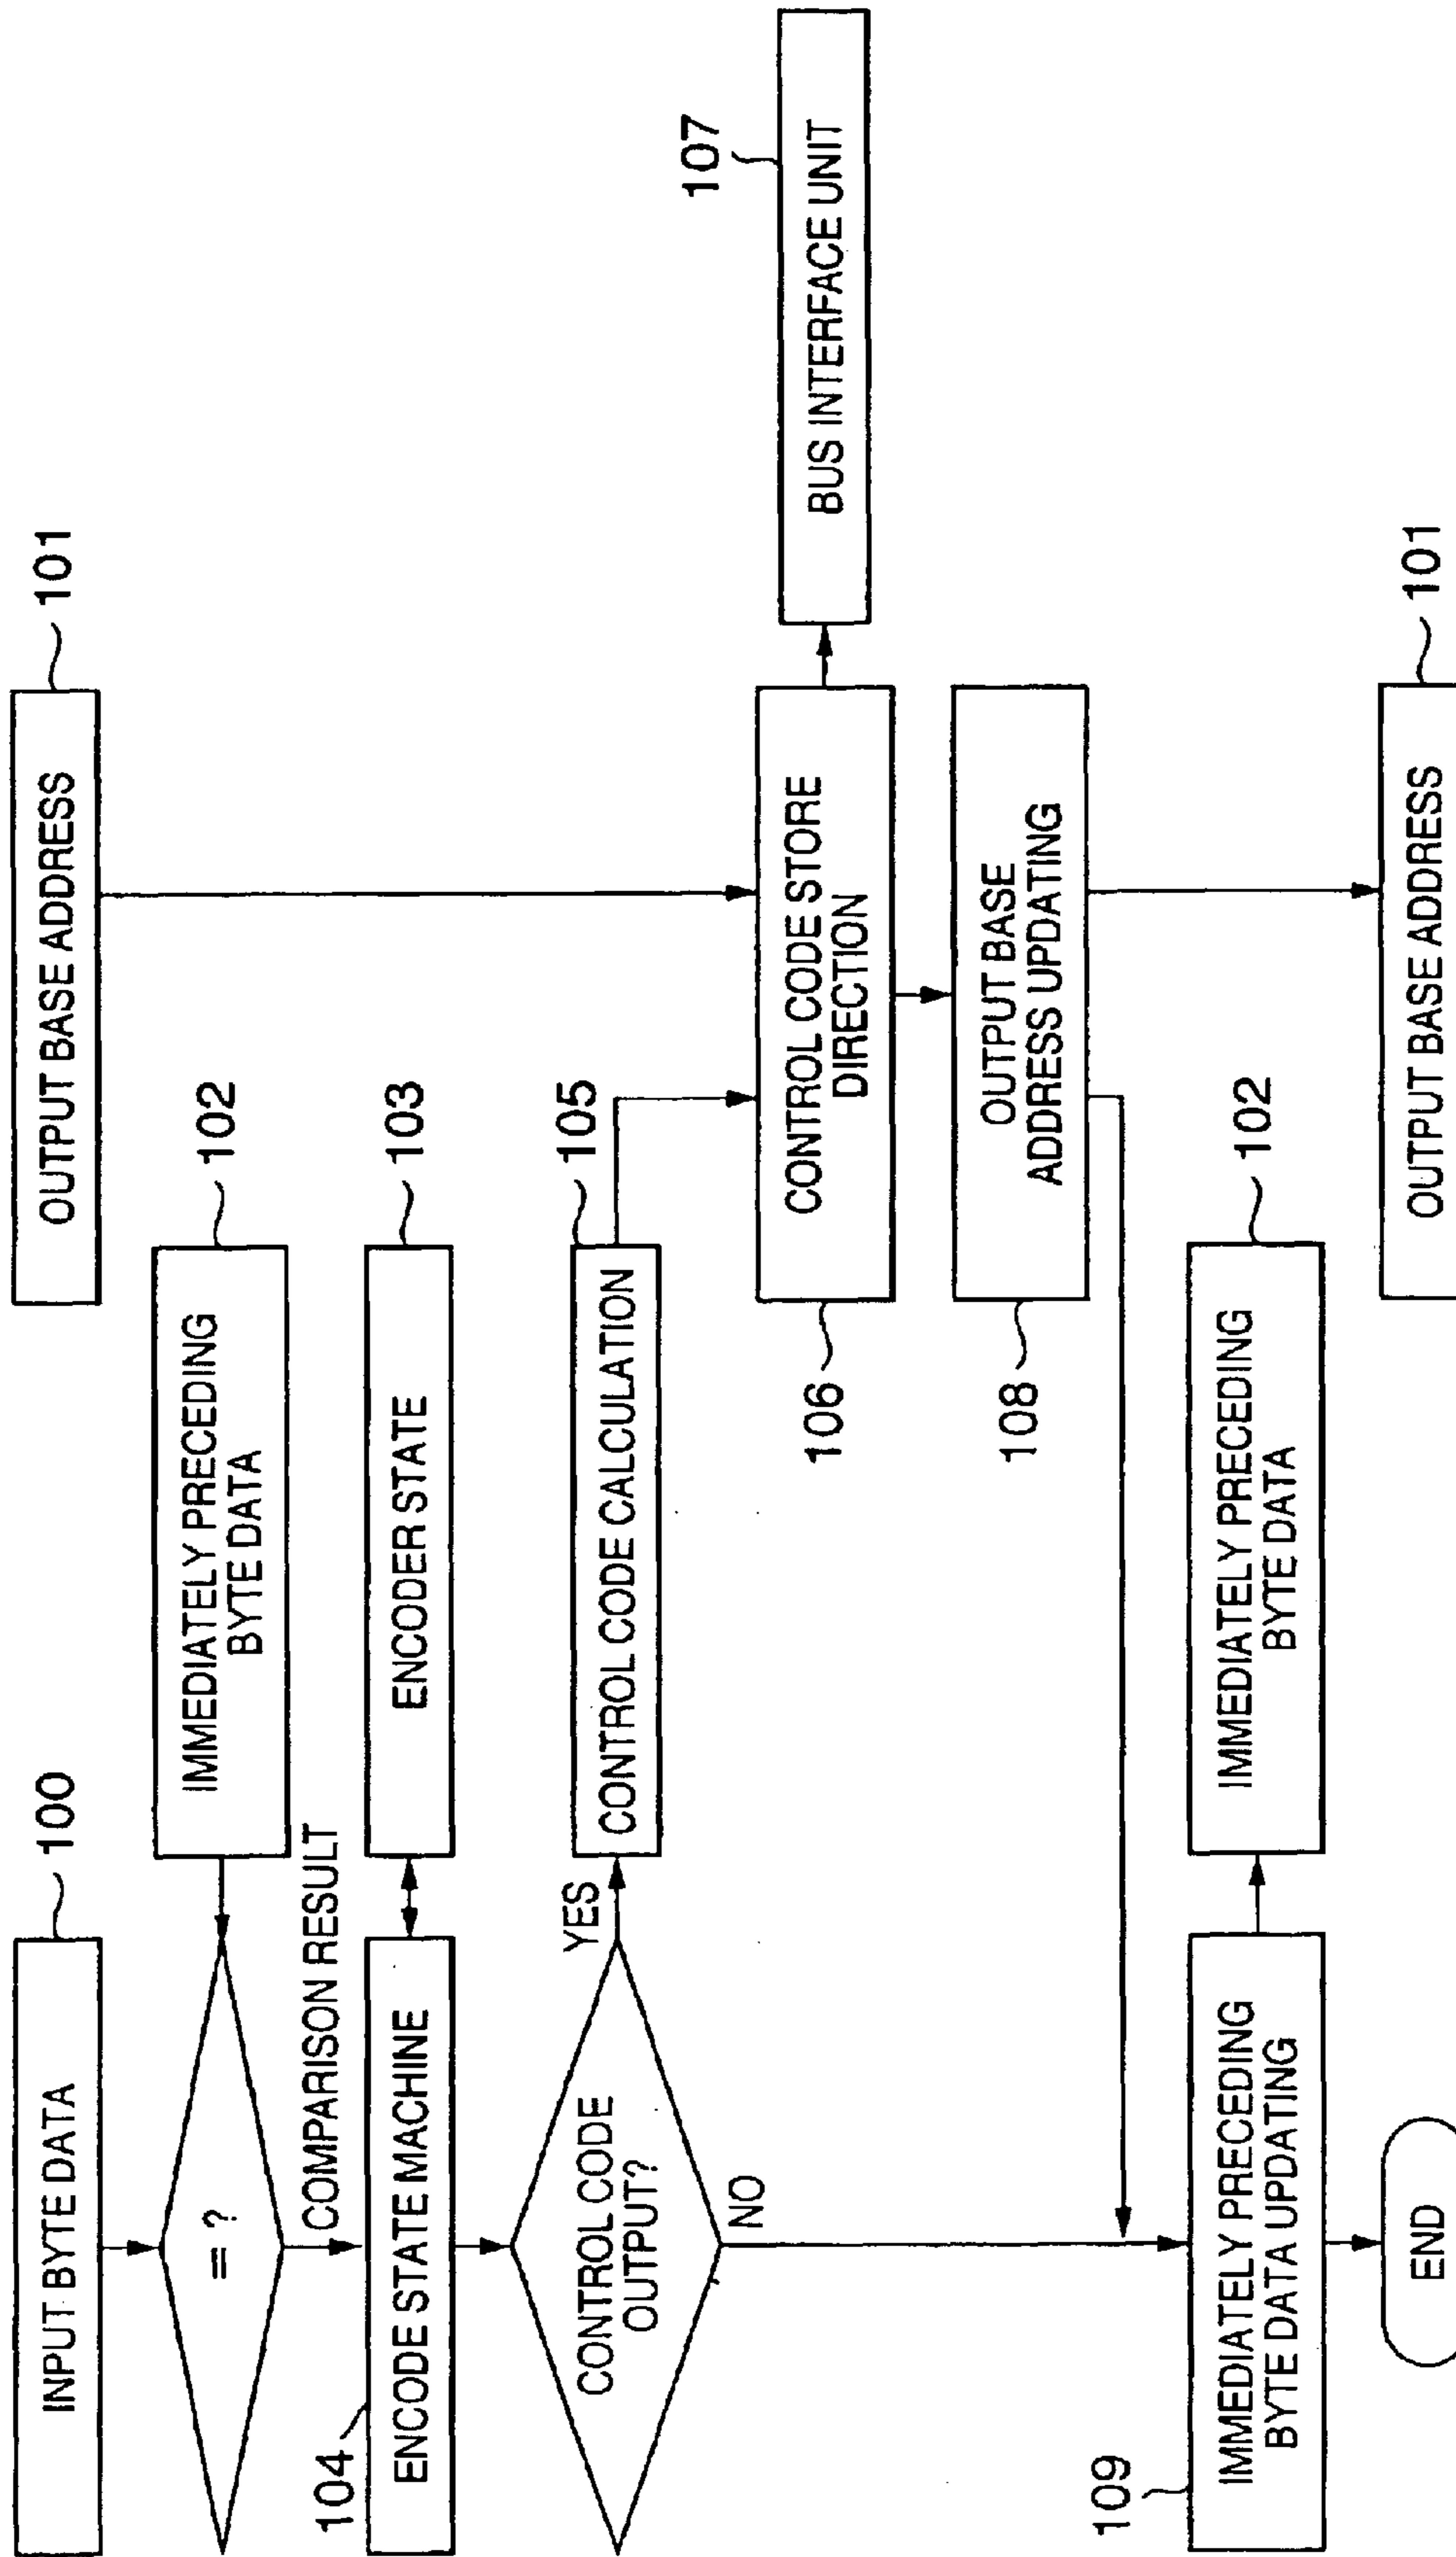 INPUT BYTE DATA
100
OUTPUT BASE ADDRESS
101
= ?
IMMEDIATELY PRECEDING
BYTE DATA
102
COMPARISON RESULT
104
ENCODE STATE MACHINE
ENCODER STATE
103
CONTROL CODE
OUTPUT?
YES
NO
CONTROL CODE CALCULATION
105
106
CONTROL CODE STORE
DIRECTION
107
BUS INTERFACE UNIT
108
OUTPUT BASE
ADDRESS UPDATING
109
IMMEDIATELY PRECEDING
BYTE DATA UPDATING
IMMEDIATELY PRECEDING
BYTE DATA
102
END
OUTPUT BASE ADDRESS
101